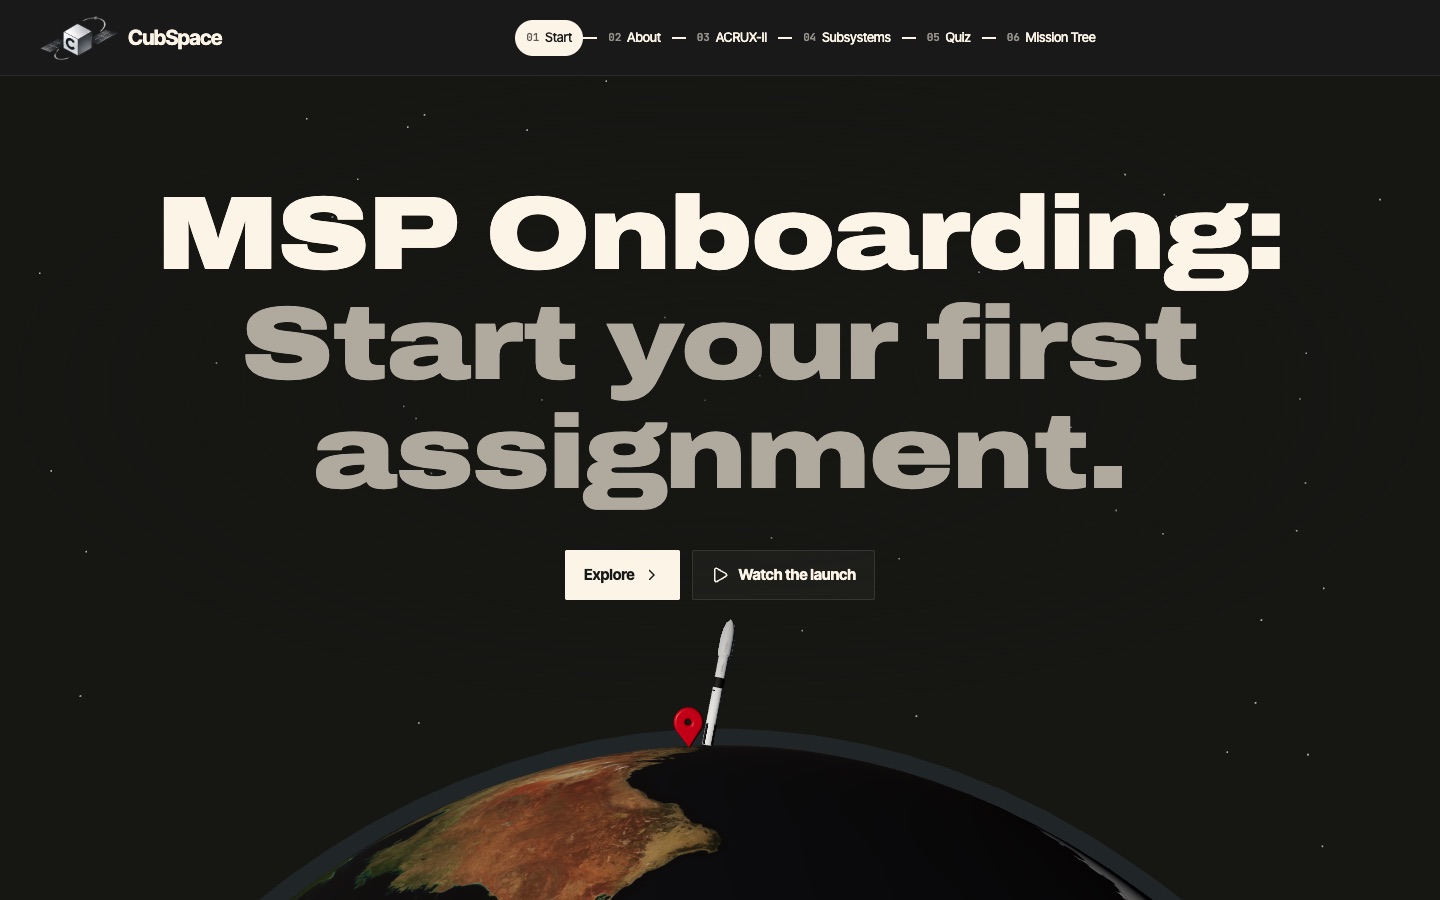 CubSpace
01 Start
02 About
03 ACRUX-II
04 Subsystems
05 Quiz
06 Mission Tree
MSP Onboarding:
Start your first
assignment.
Explore
Watch the launch